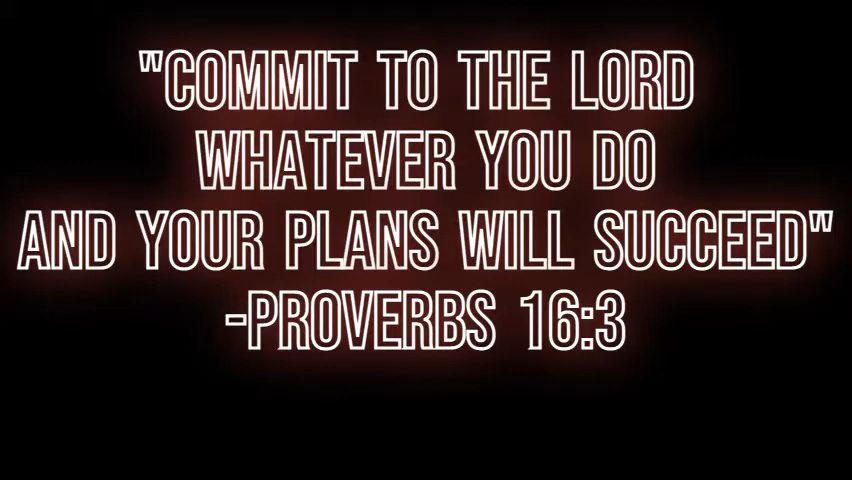 "COMMIT TO THE LORD
WHATEVER YOU DO
AND YOUR PLANS WILL SUCCEED"
-PROVERBS 16:3